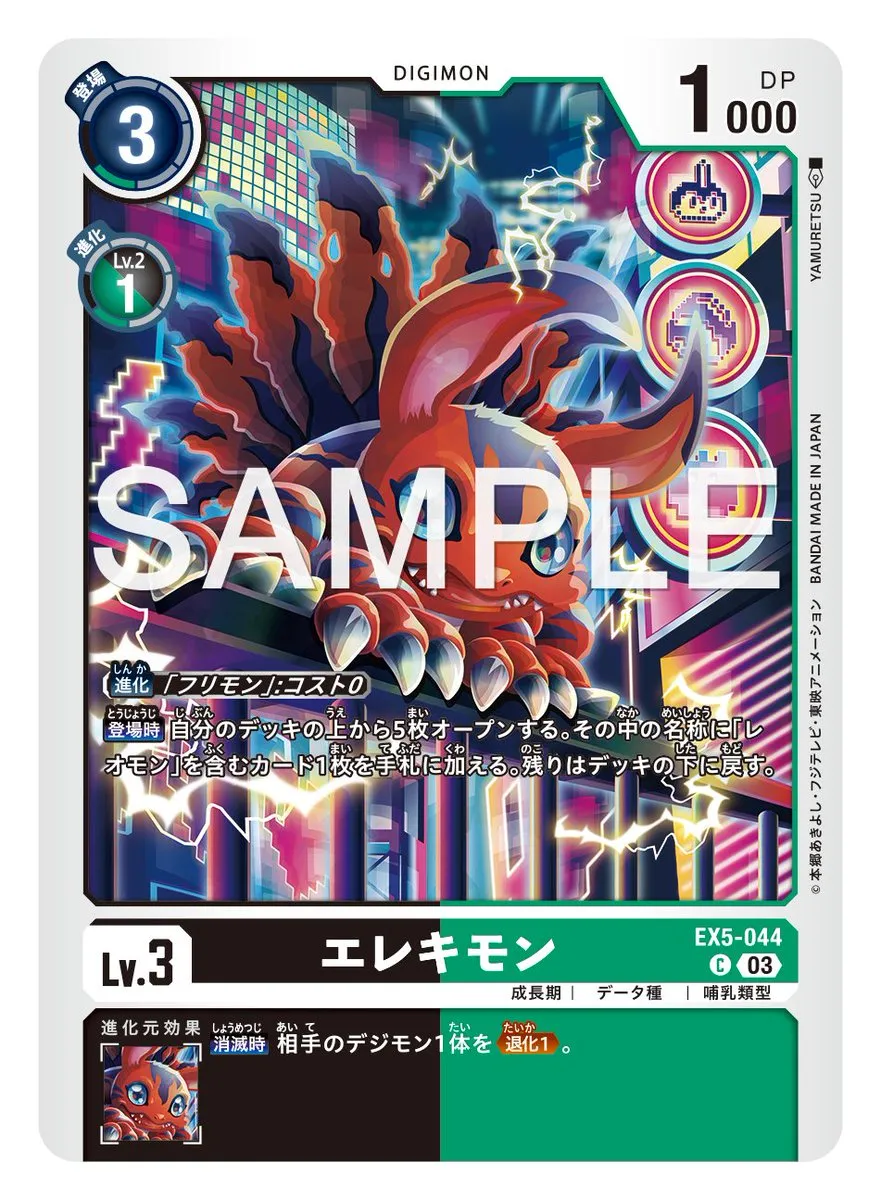 DIGIMON
登場
3
1000
DP
進化
Lv.2
1
YAMURETSU
SAMPLE
BANDAI MADE IN JAPAN
© 本郷あきよし・フジテレビ・東映アニメーション
進化 「フリモン」:コスト0
登場時 自分のデッキの上から5枚オープンする。その中の名称に「レ
オモン」を含むカード1枚を手札に加える。残りはデッキの下に戻す。
Lv.3
エレキモン
EX5-044
C 03
成長期 | データ種 | 哺乳類型
進化元効果
消滅時 相手のデジモン1体を 退化1 。